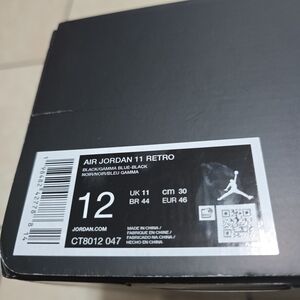 AIR JORDAN 11 RETRO
BLACK/GAMMA BLUE-BLACK
NOIR/NOIR/BLEU GAMMA
12
UK 11
cm 30
BR 44
EUR 46
JORDAN.COM
CT8012 047
MADE IN CHINA /
FABRIQUE EN CHINE /
FABRICADO NA CHINA /
HECHO EN CHINA